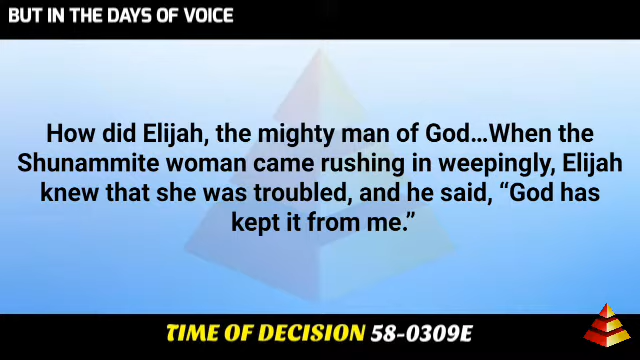 BUT IN THE DAYS OF VOICE
How did Elijah, the mighty man of God…When the
Shunammite woman came rushing in weepingly, Elijah
knew that she was troubled, and he said, “God has
kept it from me.”
TIME OF DECISION 58-0309E